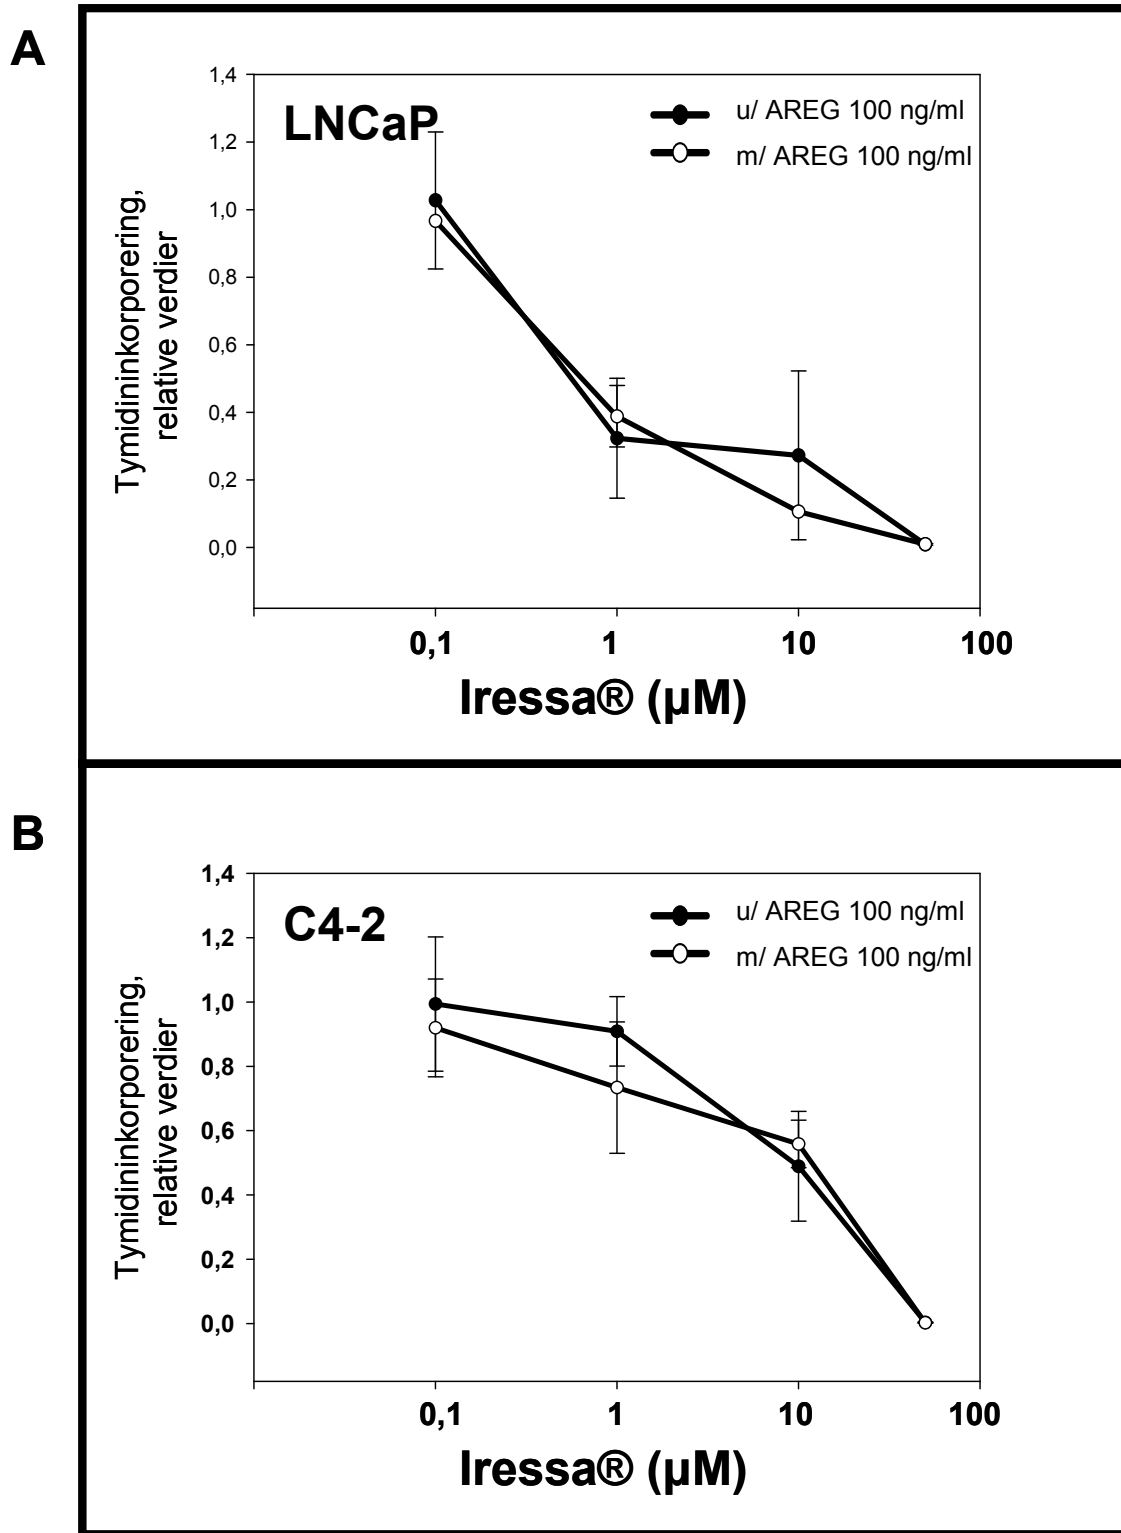 A
LNCaP
u/ AREG 100 ng/ml
m/ AREG 100 ng/ml
1,4
1,2
1,0
0,8
0,6
0,4
0,2
0,0
Tymidininkorporering,
relative verdier
0,1 1 10 100
Iressa® (µM)
B
C4-2
u/ AREG 100 ng/ml
m/ AREG 100 ng/ml
1,4
1,2
1,0
0,8
0,6
0,4
0,2
0,0
Tymidininkorporering,
relative verdier
0,1 1 10 100
Iressa® (µM)